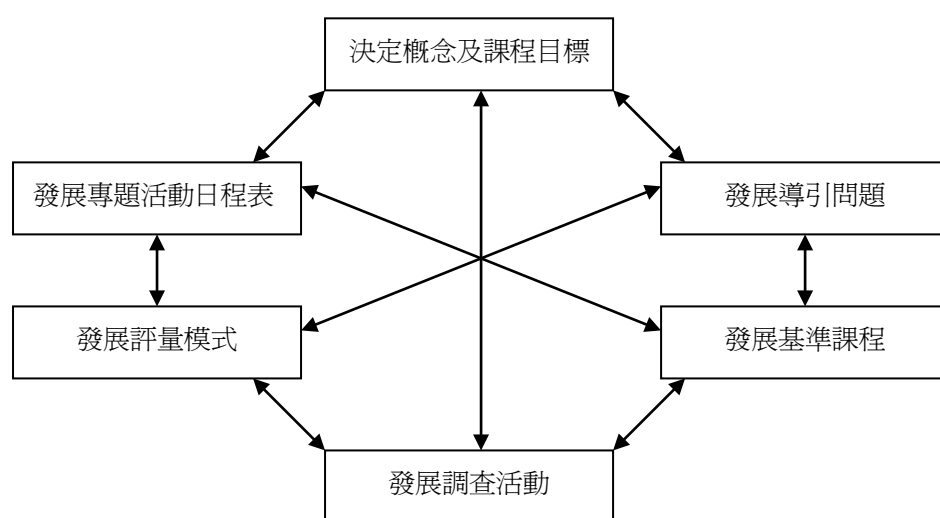 決定概念及課程目標
發展專題活動日程表
發展導引問題
發展評量模式
發展基準課程
發展調查活動